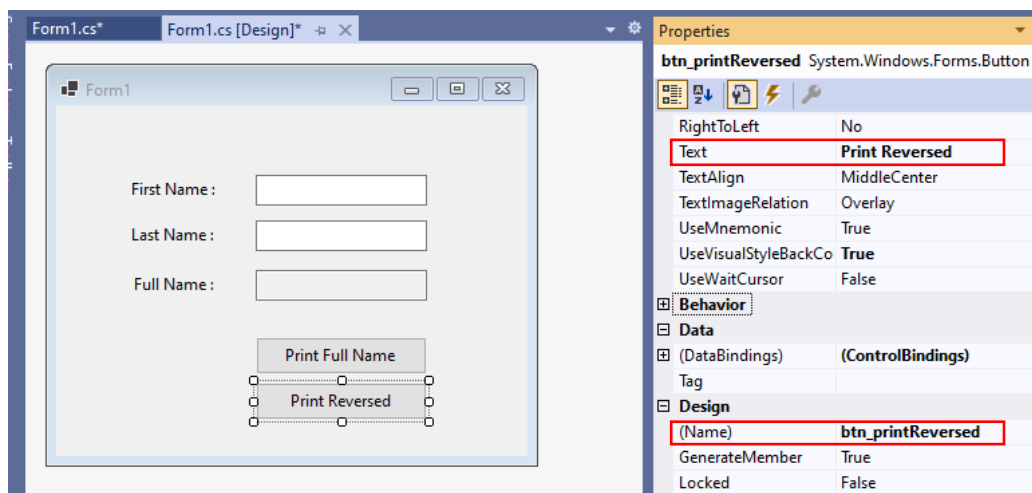 Form1.cs*
Form1.cs [Design]*
Form1
First Name :
Last Name :
Full Name :
Print Full Name
Print Reversed
Properties
btn_printReversed System.Windows.Forms.Button
RightToLeft No
Text Print Reversed
TextAlign MiddleCenter
TextImageRelation Overlay
UseMnemonic True
UseVisualStyleBackCo True
UseWaitCursor False
Behavior
Data
(DataBindings) (ControlBindings)
Tag
Design
(Name) btn_printReversed
GenerateMember True
Locked False